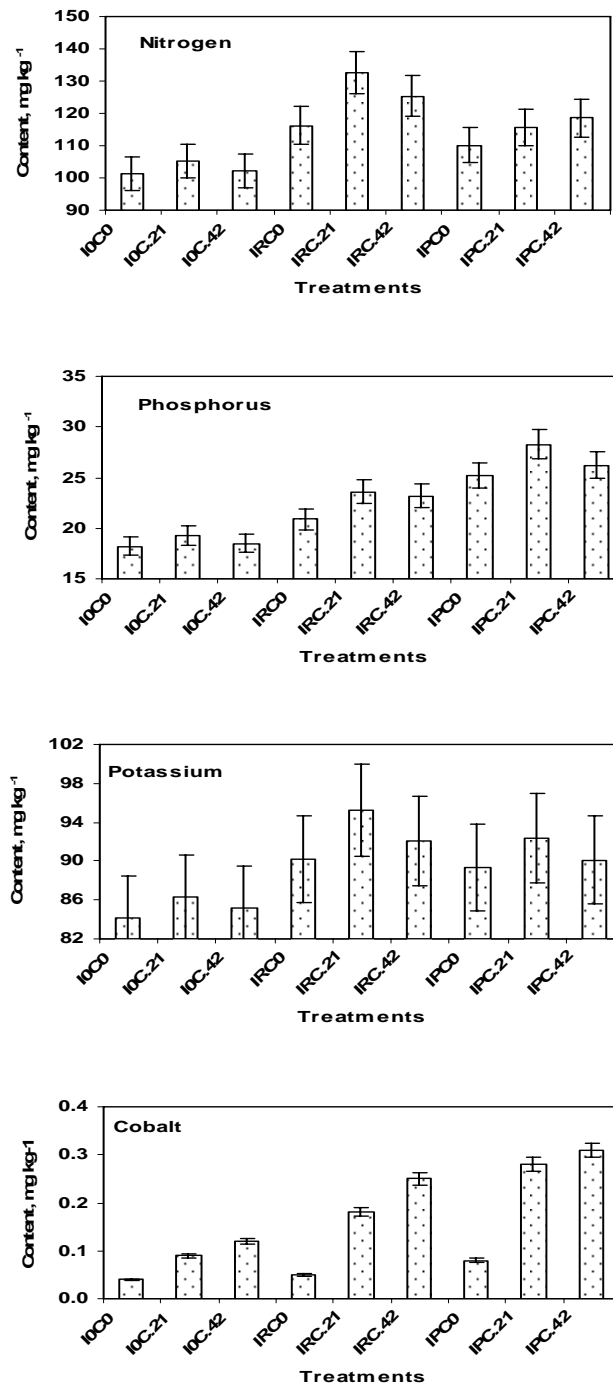 150
Nitrogen
140
130
120
110
100
90
Content, mg kg⁻¹
I0C0
I0C.21
I0C.42
IRC0
IRC.21
IRC.42
IPC0
IPC.21
IPC.42
Treatments
35
Phosphorus
30
25
20
15
Content, mg kg⁻¹
I0C0
I0C.21
I0C.42
IRC0
IRC.21
IRC.42
IPC0
IPC.21
IPC.42
Treatments
102
Potassium
98
94
90
86
82
Content, mg kg⁻¹
I0C0
I0C.21
I0C.42
IRC0
IRC.21
IRC.42
IPC0
IPC.21
IPC.42
Treatments
0.4
Cobalt
0.3
0.2
0.1
0.0
Content, mg kg-1
I0C0
I0C.21
I0C.42
IRC0
IRC.21
IRC.42
IPC0
IPC.21
IPC.42
Treatments